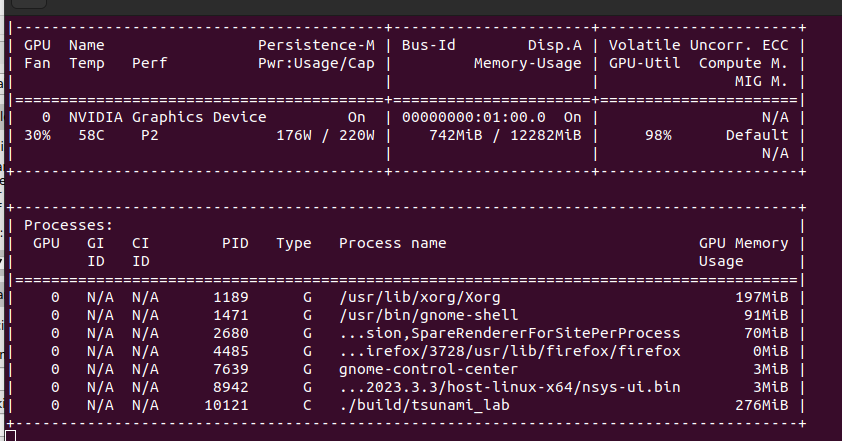 |-----------------------------------------+----------------------+----------------------+
| GPU  Name                 Persistence-M | Bus-Id        Disp.A | Volatile Uncorr. ECC |
| Fan  Temp   Perf          Pwr:Usage/Cap |         Memory-Usage | GPU-Util  Compute M. |
|                                         |                      |               MIG M. |
|=========================================+======================+======================|
|   0  NVIDIA Graphics Device         On  | 00000000:01:00.0  On |                  N/A |
| 30%   58C    P2             176W / 220W |    742MiB / 12282MiB |     98%      Default |
|                                         |                      |                  N/A |
+-----------------------------------------+----------------------+----------------------+
+---------------------------------------------------------------------------------------+
| Processes:                                                                            |
|  GPU   GI   CI        PID   Type   Process name                            GPU Memory |
|        ID   ID                                                             Usage      |
|=======================================================================================|
|    0   N/A  N/A      1189      G   /usr/lib/xorg/Xorg                          197MiB |
|    0   N/A  N/A      1471      G   /usr/bin/gnome-shell                         91MiB |
|    0   N/A  N/A      2680      G   ...sion,SpareRendererForSitePerProcess       70MiB |
|    0   N/A  N/A      4485      G   ...irefox/3728/usr/lib/firefox/firefox        0MiB |
|    0   N/A  N/A      7639      G   gnome-control-center                          3MiB |
|    0   N/A  N/A      8942      G   ...2023.3.3/host-linux-x64/nsys-ui.bin        3MiB |
|    0   N/A  N/A     10121      C   ./build/tsunami_lab                         276MiB |
+---------------------------------------------------------------------------------------+